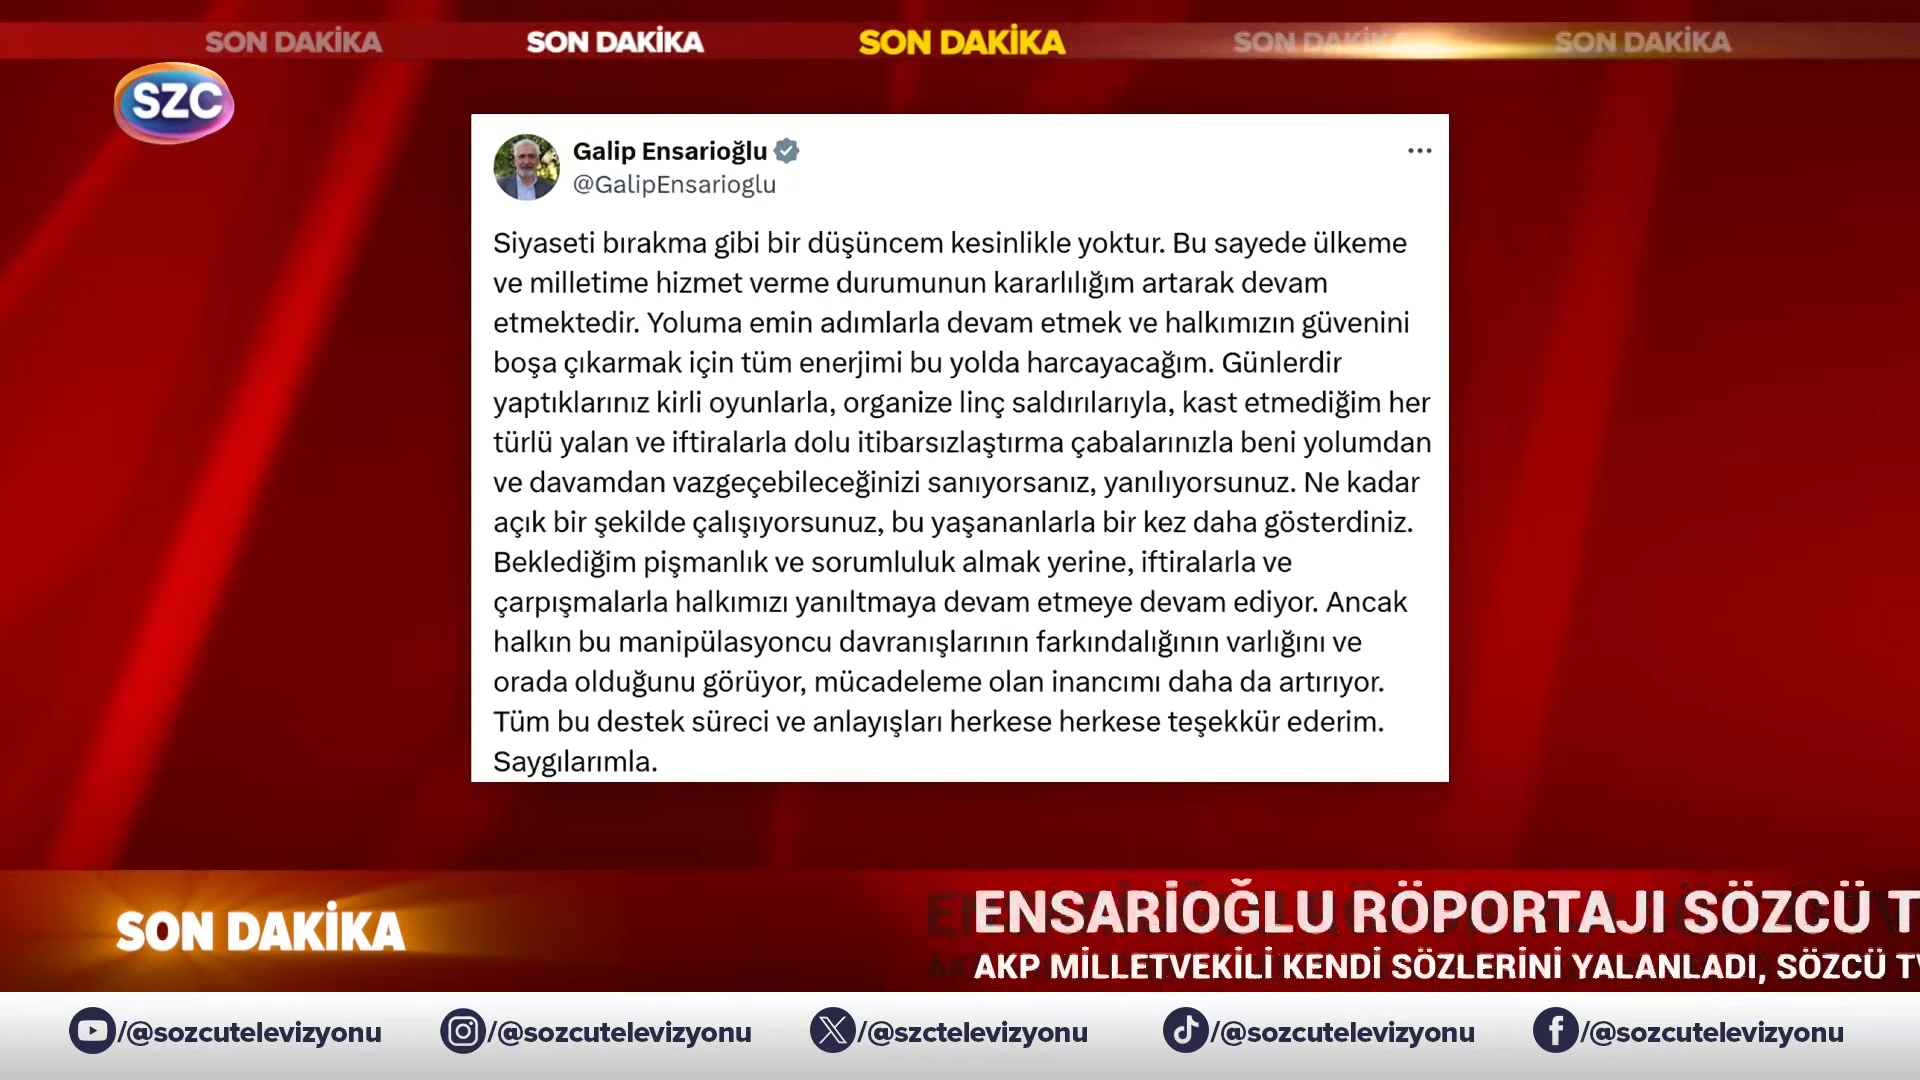 SON DAKİKA SON DAKİKA SON DAKİKA SON DAKİKA SON DAKİKA
SZC
Galip Ensarioğlu
@GalipEnsarioglu
Siyaseti bırakma gibi bir düşüncem kesinlikle yoktur. Bu sayede ülkeme
ve milletime hizmet verme durumunun kararlılığım artarak devam
etmektedir. Yoluma emin adımlarla devam etmek ve halkımızın güvenini
boşa çıkarmak için tüm enerjimi bu yolda harcayacağım. Günlerdir
yaptıklarınız kirli oyunlarla, organize linç saldırılarıyla, kast etmediğim her
türlü yalan ve iftiralarla dolu itibarsızlaştırma çabalarınızla beni yolumdan
ve davamdan vazgeçebileceğinizi sanıyorsanız, yanılıyorsunuz. Ne kadar
açık bir şekilde çalışıyorsunuz, bu yaşananlarla bir kez daha gösterdiniz.
Beklediğim pişmanlık ve sorumluluk almak yerine, iftiralarla ve
çarpışmalarla halkımızı yanıltmaya devam etmeye devam ediyor. Ancak
halkın bu manipülasyoncu davranışlarının farkındalığının varlığını ve
orada olduğunu görüyor, mücadeleme olan inancımı daha da artırıyor.
Tüm bu destek süreci ve anlayışları herkese herkese teşekkür ederim.
Saygılarımla.
SON DAKİKA
ENSARİOĞLU RÖPORTAJI SÖZCÜ T
AKP MİLLETVEKİLİ KENDİ SÖZLERİNİ YALANLADI, SÖZCÜ TV
/@sozcutelevizyonu /@sozcutelevizyonu /@szctelevizyonu /@sozcutelevizyonu /@sozcutelevizyonu